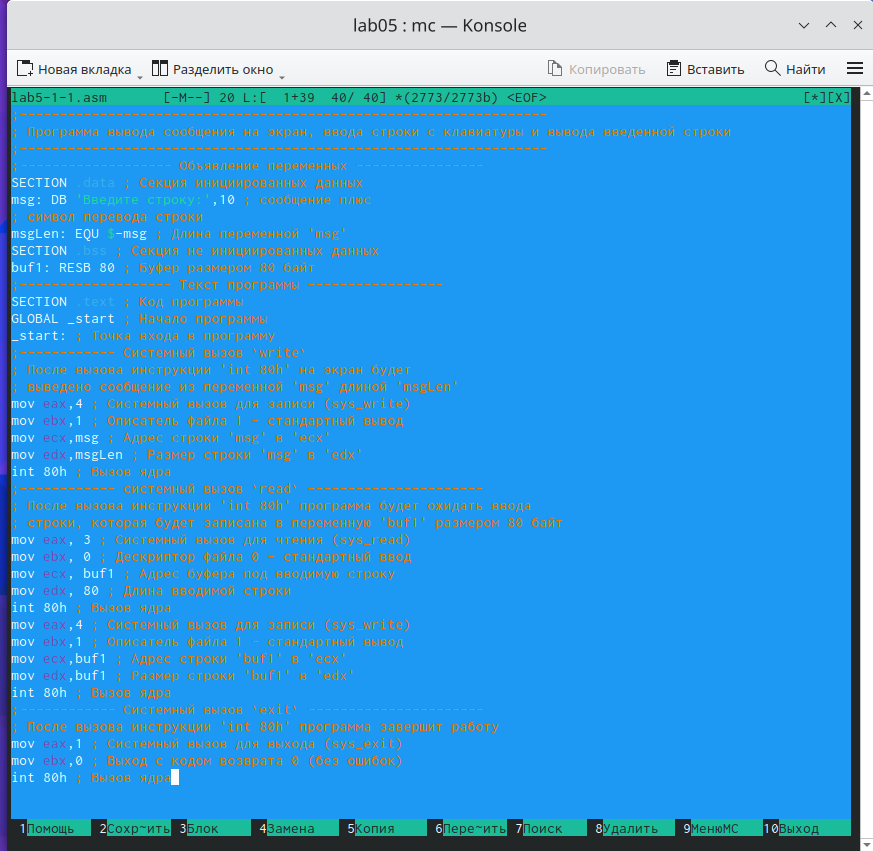 lab05 : mc — Konsole
Новая вкладка Разделить окно Копировать Вставить Найти
lab5-1-1.asm [-M--] 20 L:[ 1+39 40/ 40] *(2773/2773b) <EOF> [*][X]
;------------------------------------------------------------------
; Программа вывода сообщения на экран, ввода строки с клавиатуры и вывода введенной строки
;------------------------------------------------------------------
;------------------- Объявление переменных ----------------
SECTION .data ; Секция инициированных данных
msg: DB 'Введите строку:',10 ; сообщение плюс
; символ перевода строки
msgLen: EQU $-msg ; Длина переменной 'msg'
SECTION .bss ; Секция не инициированных данных
buf1: RESB 80 ; Буфер размером 80 байт
;------------------- Текст программы -----------------
SECTION .text ; Код программы
GLOBAL _start ; Начало программы
_start: ; Точка входа в программу
;------------ Cистемный вызов `write`
; После вызова инструкции 'int 80h' на экран будет
; выведено сообщение из переменной 'msg' длиной 'msgLen'
mov eax,4 ; Системный вызов для записи (sys_write)
mov ebx,1 ; Описатель файла 1 - стандартный вывод
mov ecx,msg ; Адрес строки 'msg' в 'ecx'
mov edx,msgLen ; Размер строки 'msg' в 'edx'
int 80h ; Вызов ядра
;------------ системный вызов `read` ----------------------
; После вызова инструкции 'int 80h' программа будет ожидать ввода
; строки, которая будет записана в переменную 'buf1' размером 80 байт
mov eax, 3 ; Системный вызов для чтения (sys_read)
mov ebx, 0 ; Дескриптор файла 0 - стандартный ввод
mov ecx, buf1 ; Адрес буфера под вводимую строку
mov edx, 80 ; Длина вводимой строки
int 80h ; Вызов ядра
mov eax,4 ; Системный вызов для записи (sys_write)
mov ebx,1 ; Описатель файла '1' - стандартный вывод
mov ecx,buf1 ; Адрес строки 'buf1' в 'ecx'
mov edx,buf1 ; Размер строки 'buf1' в 'edx'
int 80h ; Вызов ядра
;------------ Системный вызов `exit` ----------------------
; После вызова инструкции 'int 80h' программа завершит работу
mov eax,1 ; Системный вызов для выхода (sys_exit)
mov ebx,0 ; Выход с кодом возврата 0 (без ошибок)
int 80h ; Вызов ядра
1Помощь 2Сохр~ить 3Блок 4Замена 5Копия 6Пере~ить 7Поиск 8Удалить 9МенюMC 10Выход